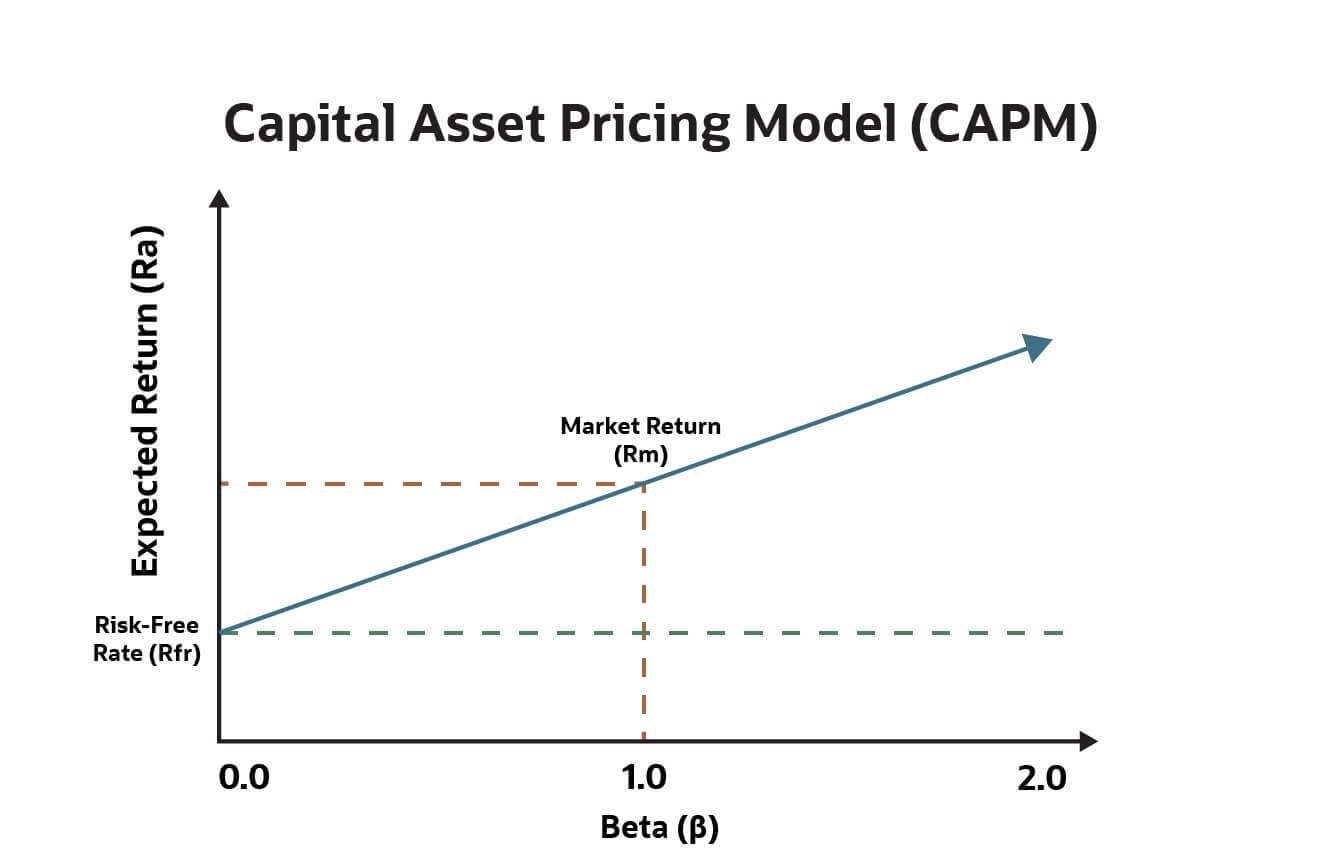 Capital Asset Pricing Model (CAPM)
Expected Return (Ra)
Market Return
(Rm)
Risk-Free
Rate (Rfr)
0.0
1.0
2.0
Beta (β)